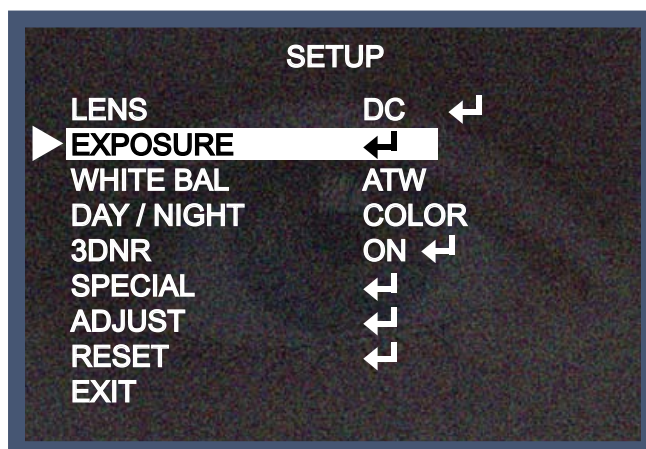 SETUP
LENS DC ↵
EXPOSURE ↵
WHITE BAL ATW
DAY / NIGHT COLOR
3DNR ON ↵
SPECIAL ↵
ADJUST ↵
RESET ↵
EXIT